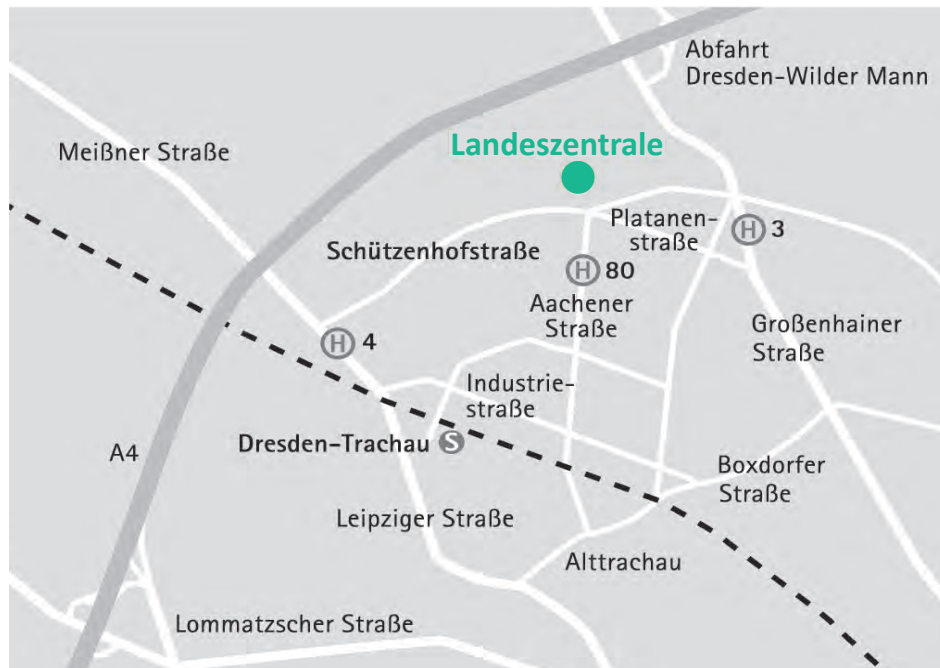 Abfahrt
Dresden-Wilder Mann
Meißner Straße
Landeszentrale
Platanen-
straße
H 3
Schützenhofstraße
H 80
Aachener
Straße
Großenhainer
Straße
H 4
Industrie-
straße
Dresden-Trachau S
A4
Boxdorfer
Straße
Leipziger Straße
Alttrachau
Lommatzscher Straße